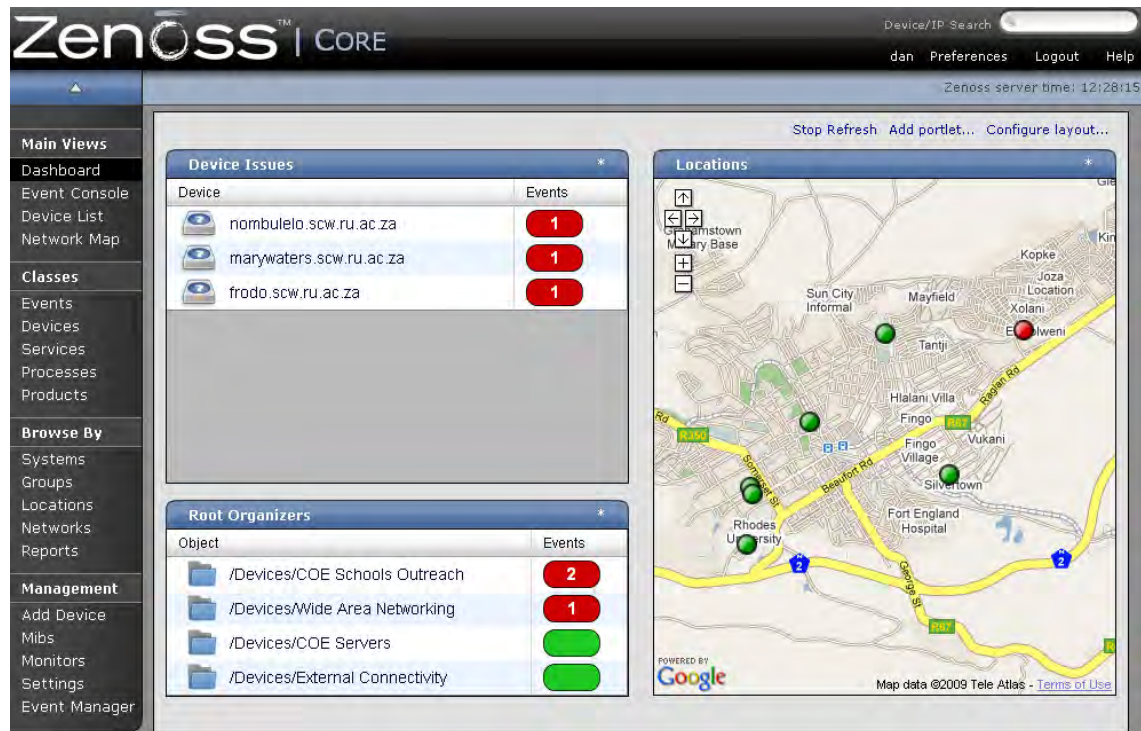 Zenoss™ | CORE
Device/IP Search
dan Preferences Logout Help
Zenoss server time: 12:28:15
Main Views
Dashboard
Event Console
Device List
Network Map
Classes
Events
Devices
Services
Processes
Products
Browse By
Systems
Groups
Locations
Networks
Reports
Management
Add Device
Mibs
Monitors
Settings
Event Manager
Stop Refresh Add portlet... Configure layout...
Device Issues *
Device Events
nombulelo.scw.ru.ac.za 1
marywaters.scw.ru.ac.za 1
frodo.scw.ru.ac.za 1
Root Organizers *
Object Events
/Devices/COE Schools Outreach 2
/Devices/Wide Area Networking 1
/Devices/COE Servers
/Devices/External Connectivity
Locations *
Base
Kopke
Joza
Location
Xolani
Sun City
Informal
Mayfield
Tantji
Raglan Rd
Hlalani Villa
Fingo
R67
Rd
R350
Fingo
Village
Vukani
Somerset St
Beaufort Rd
Fort England
Hospital
Rhodes
N
2
N
2
George St
R67
POWERED BY
Google
Map data ©2009 Tele Atlas - Terms of Use